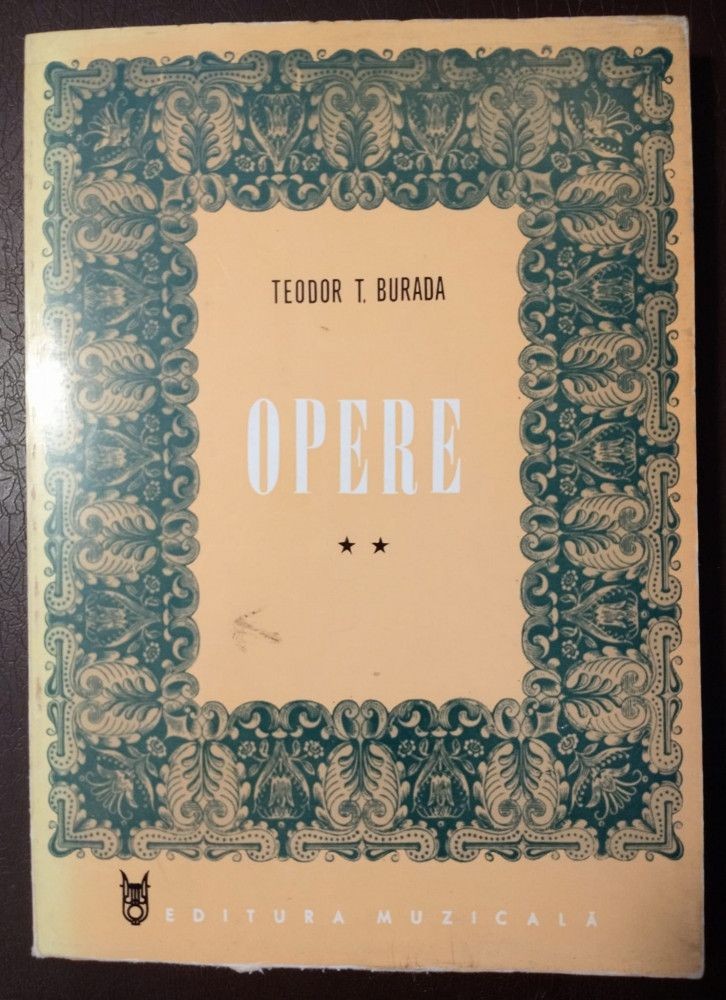 TEODOR T. BURADA
OPERE
★ ★
EDITURA MUZICALĂ